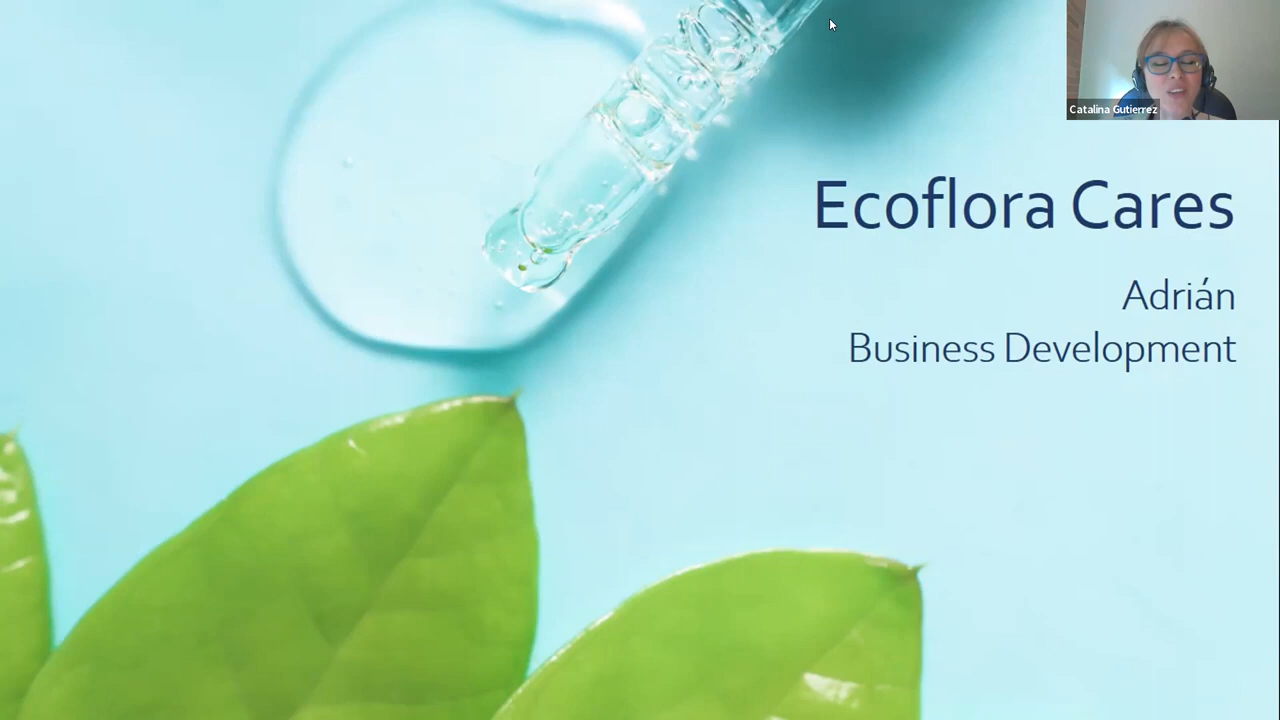 Catalina Gutierrez
Ecoflora Cares
Adrián
Business Development